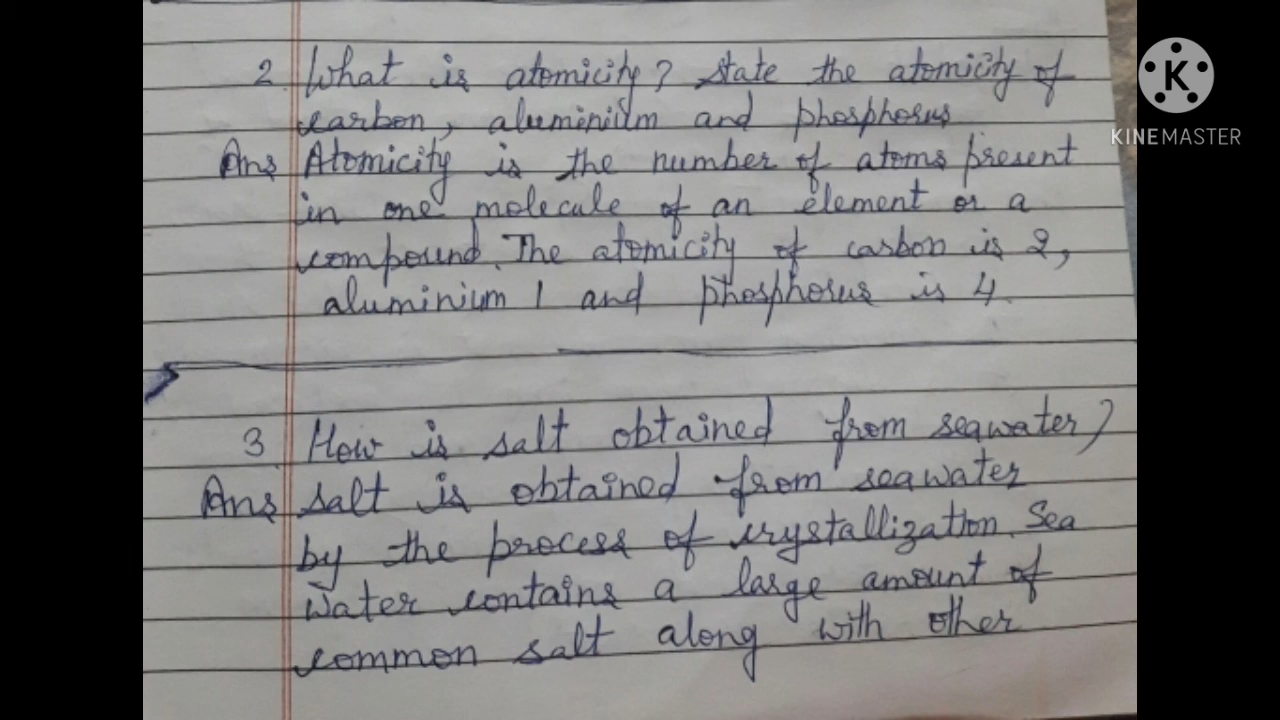 2 What is atomicity? State the atomicity of
carbon, aluminium and phosphorus
Ans Atomicity is the number of atoms present
in one molecule of an element or a
compound. The atomicity of carbon is 2,
aluminium 1 and phosphorus is 4.
3. How is salt obtained from seawater?
Ans Salt is obtained from seawater
by the process of crystallization. Sea
Water contains a large amount of
common salt along with other
K
KINEMASTER